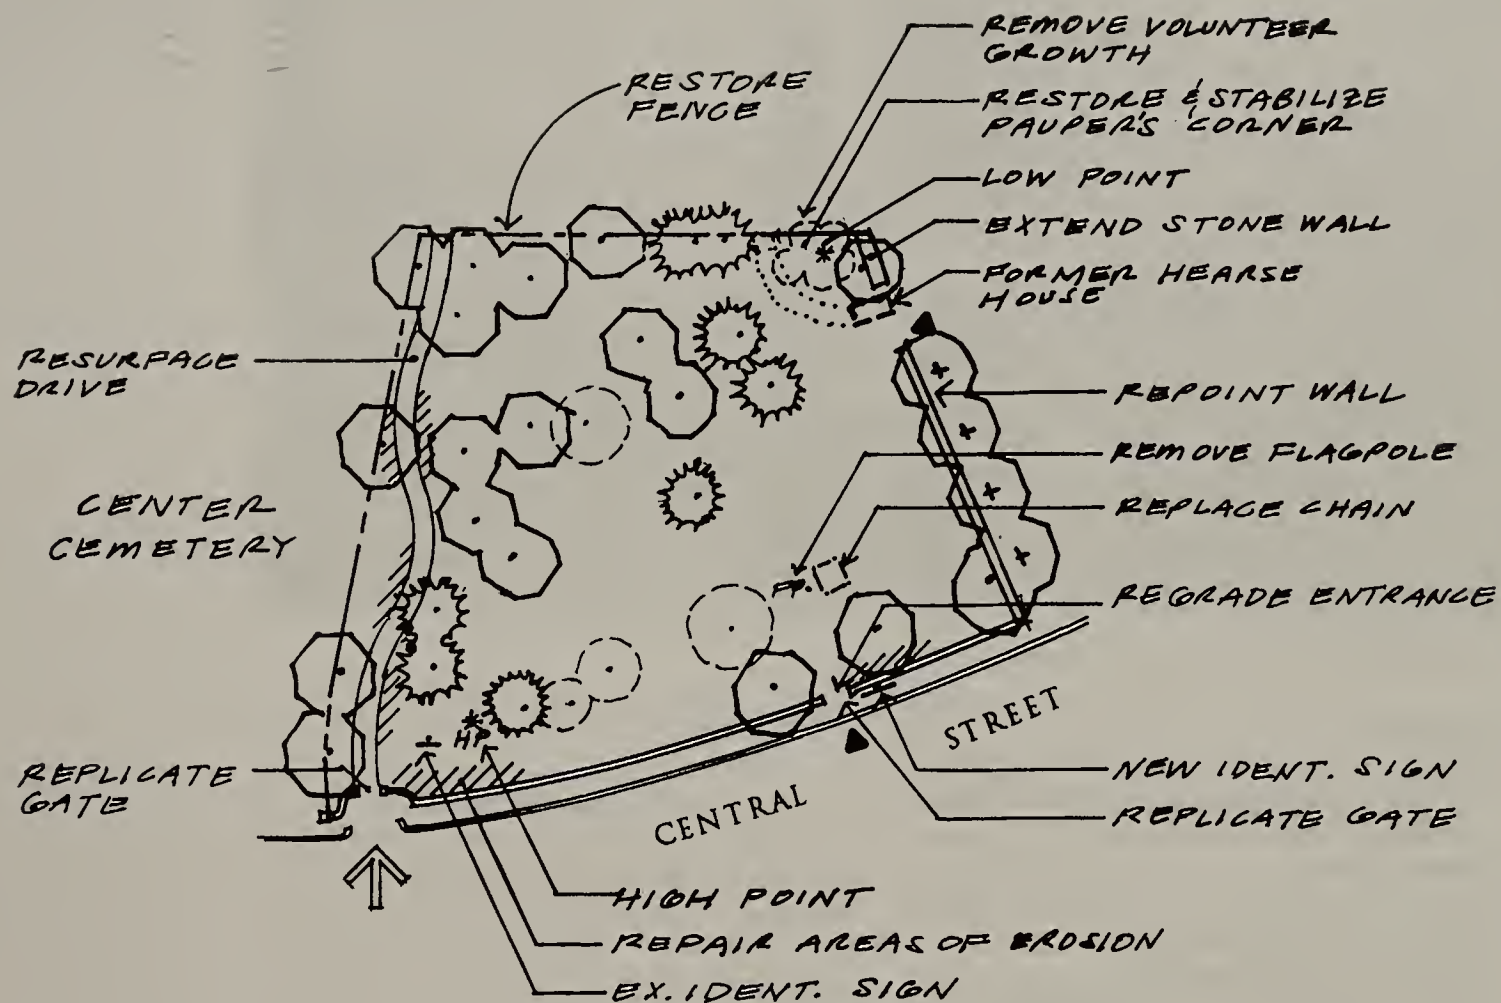 REMOVE VOLUNTEER
GROWTH
RESTORE
FENCE
RESTORE & STABILIZE
PAUPER'S CORNER
LOW POINT
EXTEND STONE WALL
FORMER HEARSE
HOUSE
RESURFACE
DRIVE
REPOINT WALL
REMOVE FLAGPOLE
CENTER
CEMETERY
REPLACE CHAIN
FP.
REGRADE ENTRANCE
STREET
HP
NEW IDENT. SIGN
REPLICATE
GATE
CENTRAL
REPLICATE GATE
HIGH POINT
REPAIR AREAS OF EROSION
EX. IDENT. SIGN